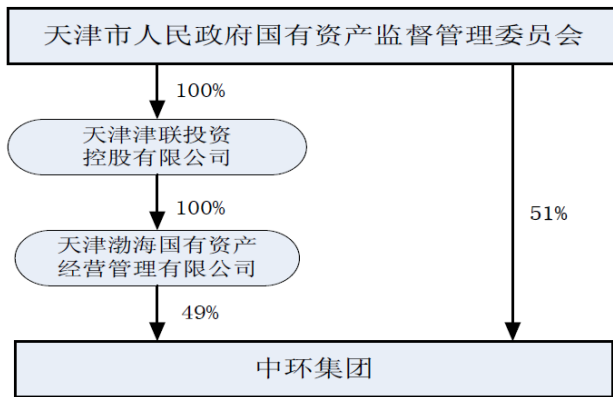 天津市人民政府国有资产监督管理委员会
100%
天津津联投资
控股有限公司
100%
51%
天津渤海国有资产
经营管理有限公司
49%
中环集团